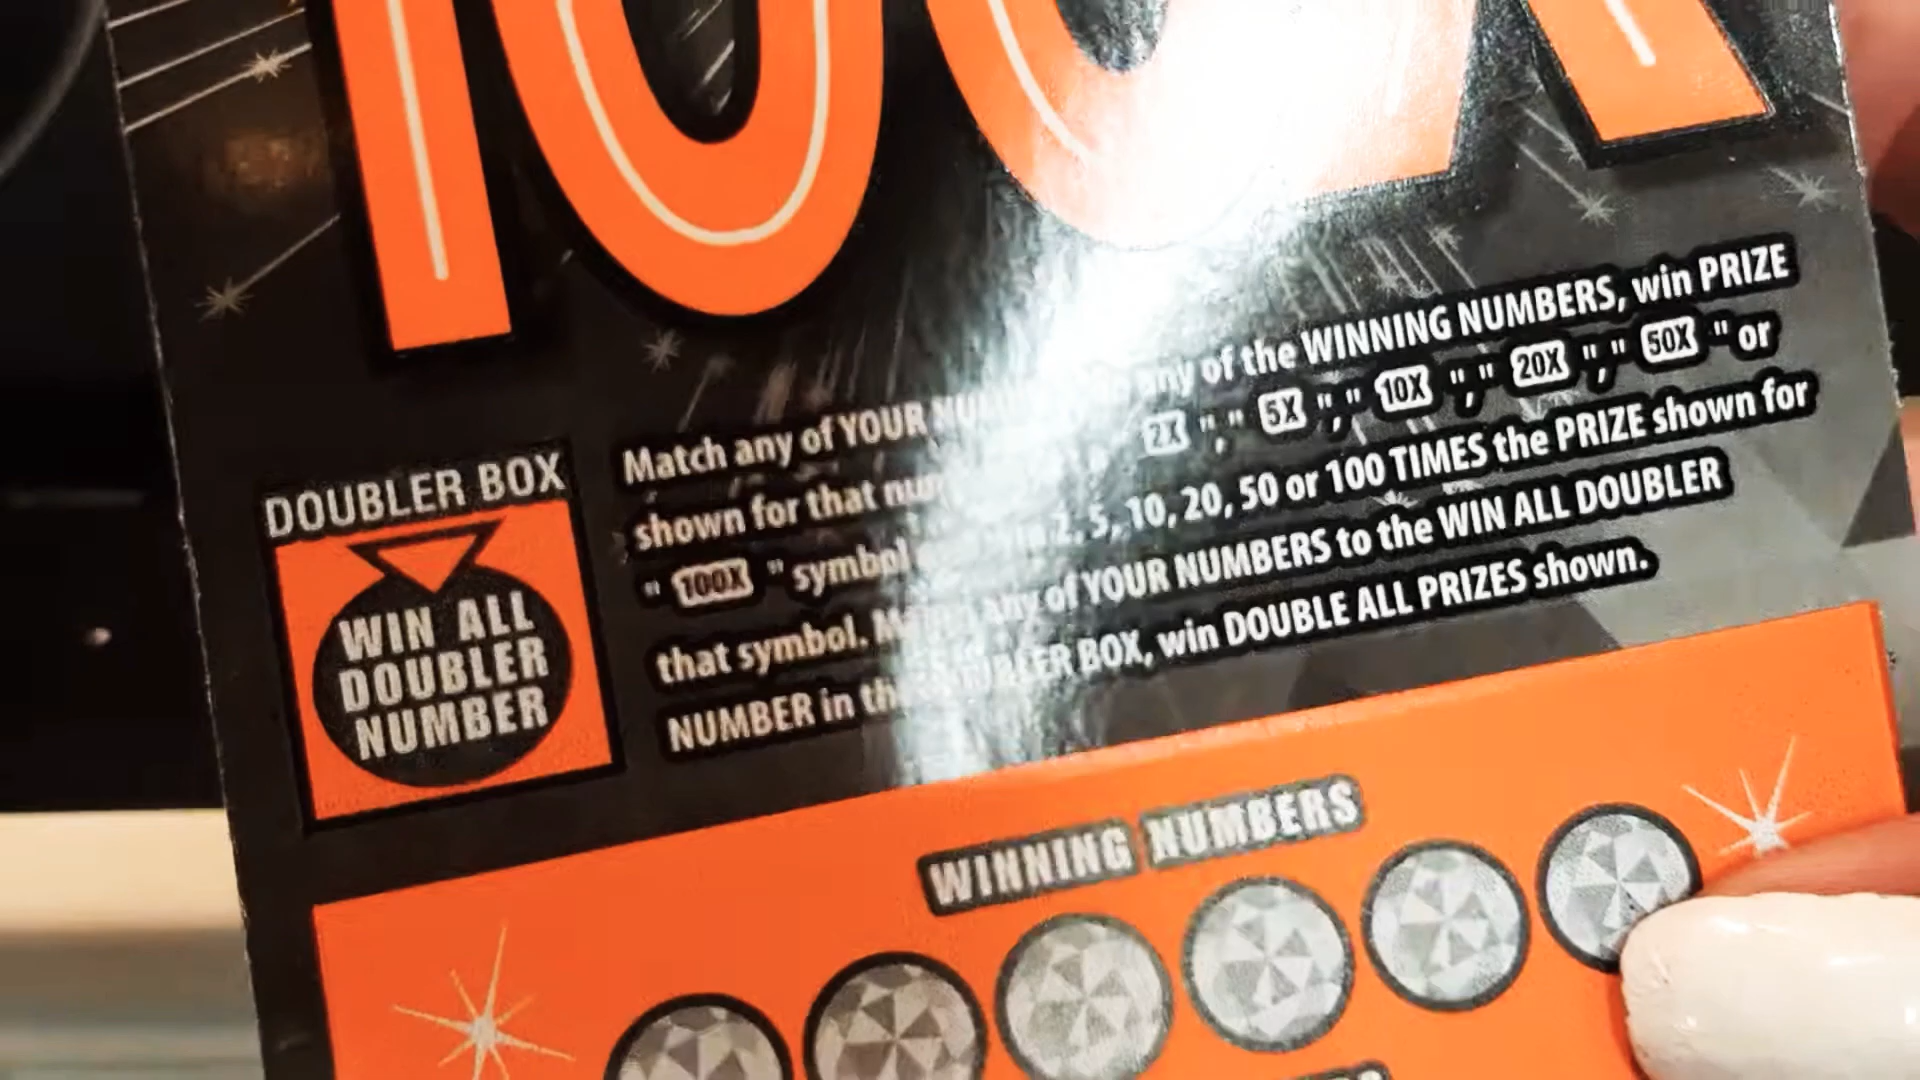 100X
Match any of YOUR any of the WINNING NUMBERS, win PRIZE
shown for that " 2X "," 5X "," 10X "," 20X "," 50X " or
" 100X " symbol 2, 5, 10, 20, 50 or 100 TIMES the PRIZE shown for
that symbol. any of YOUR NUMBERS to the WIN ALL DOUBLER
NUMBER in the DOUBLER BOX, win DOUBLE ALL PRIZES shown.
DOUBLER BOX
WIN ALL
DOUBLER
NUMBER
WINNING NUMBERS